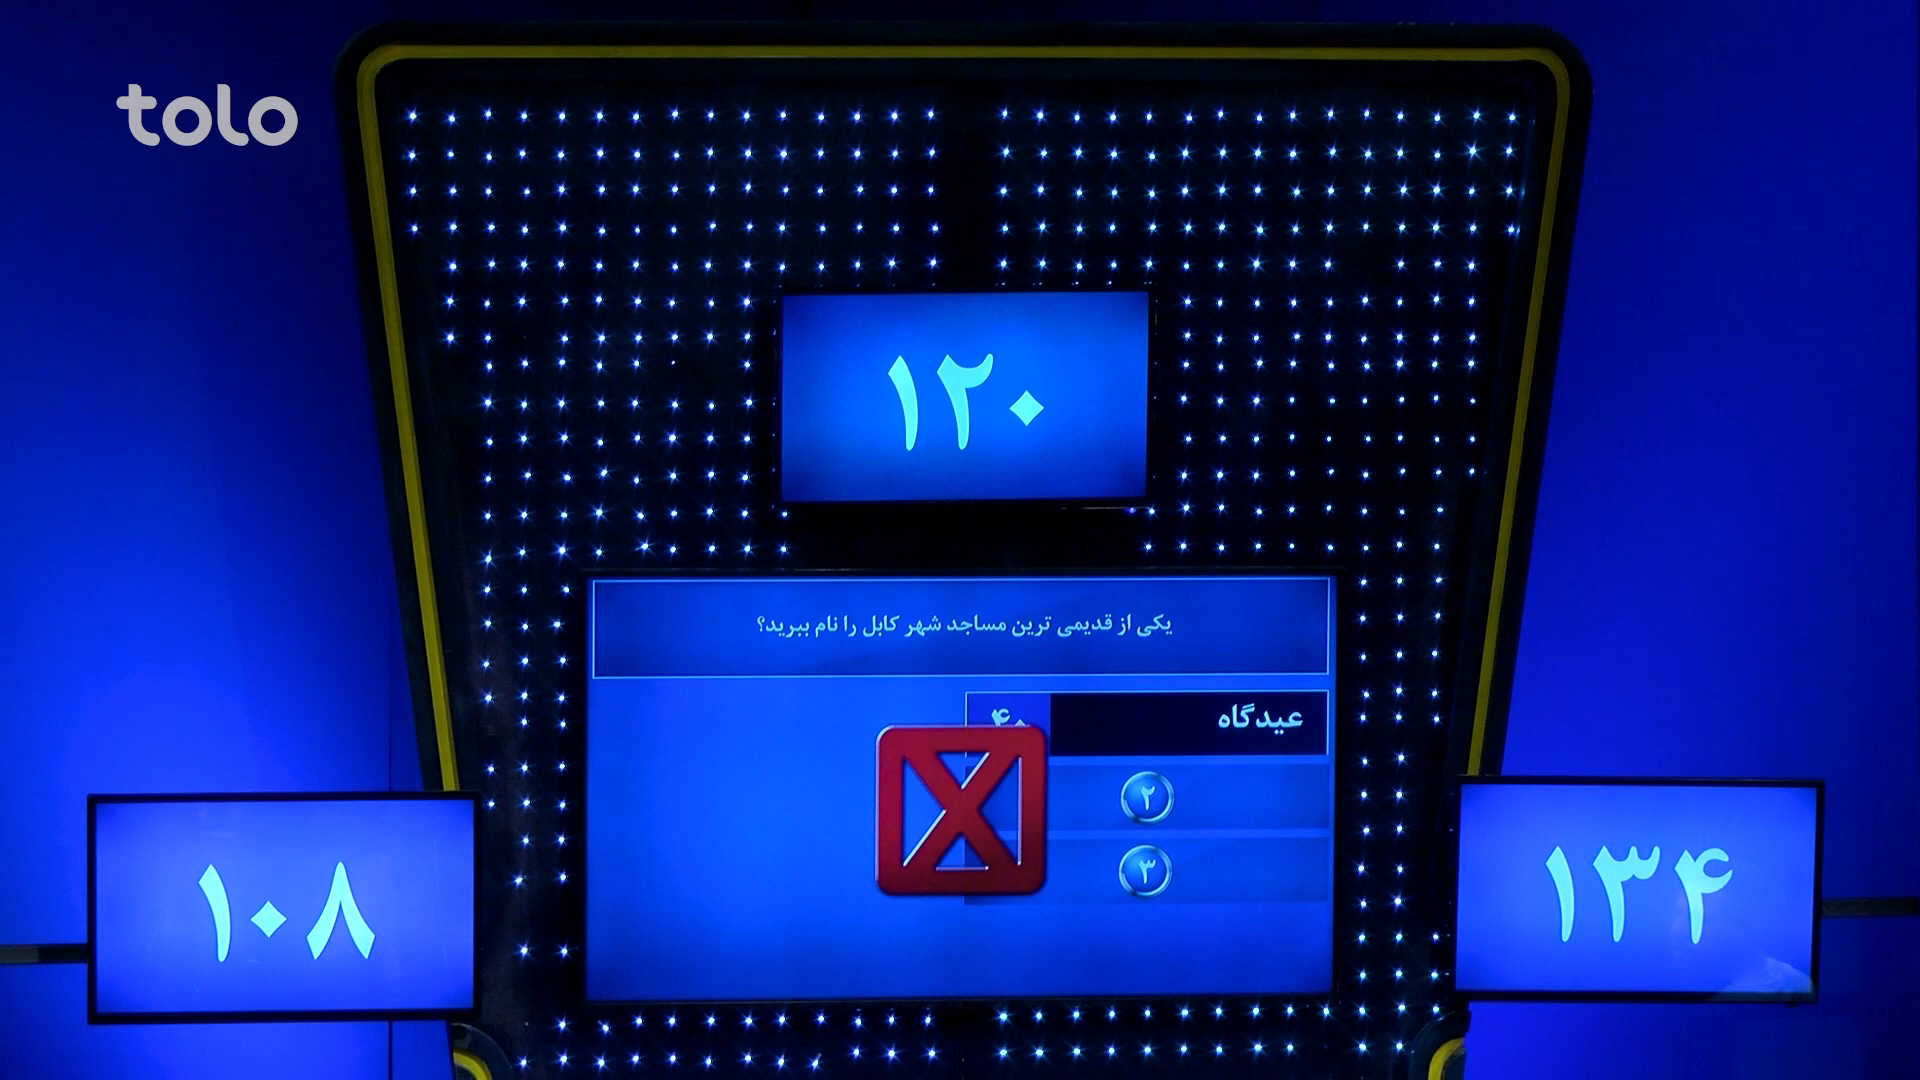 tolo
۱۲۰
یکی از قدیمی ترین مساجد شهر کابل را نام ببرید؟
عیدگاه ۴۰
۲
۳
۱۰۸
۱۳۴